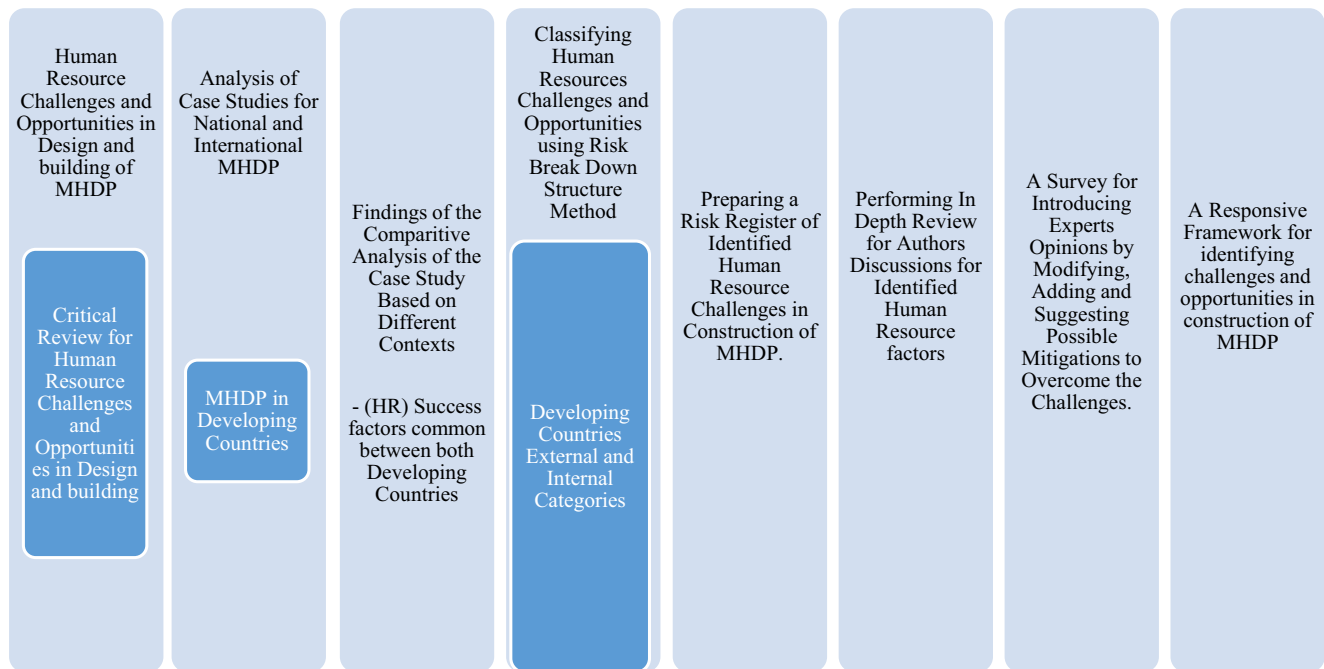 Human
Resource
Challenges and
Opportunities in
Design and
building of
MHDP
Critical
Review for
Human
Resource
Challenges
and
Opportuniti
es in Design
and building
Analysis of
Case Studies for
National and
International
MHDP
MHDP in
Developing
Countries
Findings of the
Comparitive
Analysis of the
Case Study
Based on
Different
Contexts
- (HR) Success
factors common
between both
Developing
Countries
Classifying
Human
Resources
Challenges and
Opportunities
using Risk
Break Down
Structure
Method
Developing
Countries
External and
Internal
Categories
Preparing a
Risk Register of
Identified
Human
Resource
Challenges in
Construction of
MHDP.
Performing In
Depth Review
for Authors
Discussions for
Identified
Human
Resource
factors
A Survey for
Introducing
Experts
Opinions by
Modifying,
Adding and
Suggesting
Possible
Mitigations to
Overcome the
Challenges.
A Responsive
Framework for
identifying
challenges and
opportunities in
construction of
MHDP